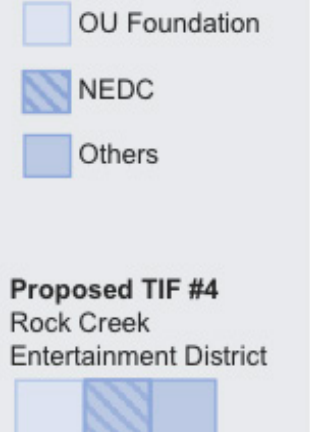 OU Foundation
NEDC
Others
Proposed TIF #4
Rock Creek
Entertainment District